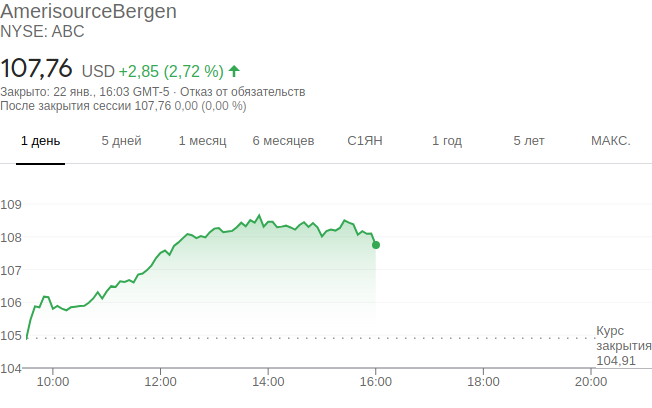 AmerisourceBergen
NYSE: ABC
107,76 USD +2,85 (2,72 %)
Закрыто: 22 янв., 16:03 GMT-5 · Отказ от обязательств
После закрытия сессии 107,76 0,00 (0,00 %)
1 день 5 дней 1 месяц 6 месяцев С1ЯН 1 год 5 лет МАКС.
109
108
107
106
105
104
Курс
закрытия
104,91
10:00 12:00 14:00 16:00 18:00 20:00